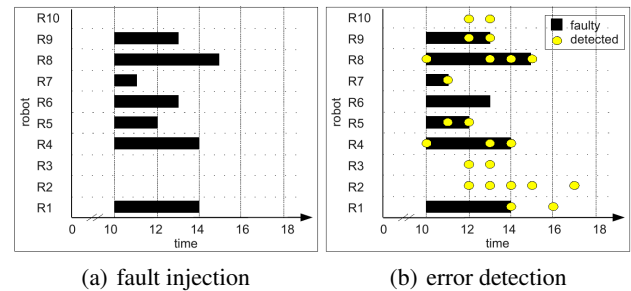 R10
R9
R8
R7
R6
R5
R4
R3
R2
R1
robot
0 10 12 14 16 18
time
(a) fault injection
R10
R9
R8
R7
R6
R5
R4
R3
R2
R1
robot
faulty
detected
0 10 12 14 16 18
time
(b) error detection